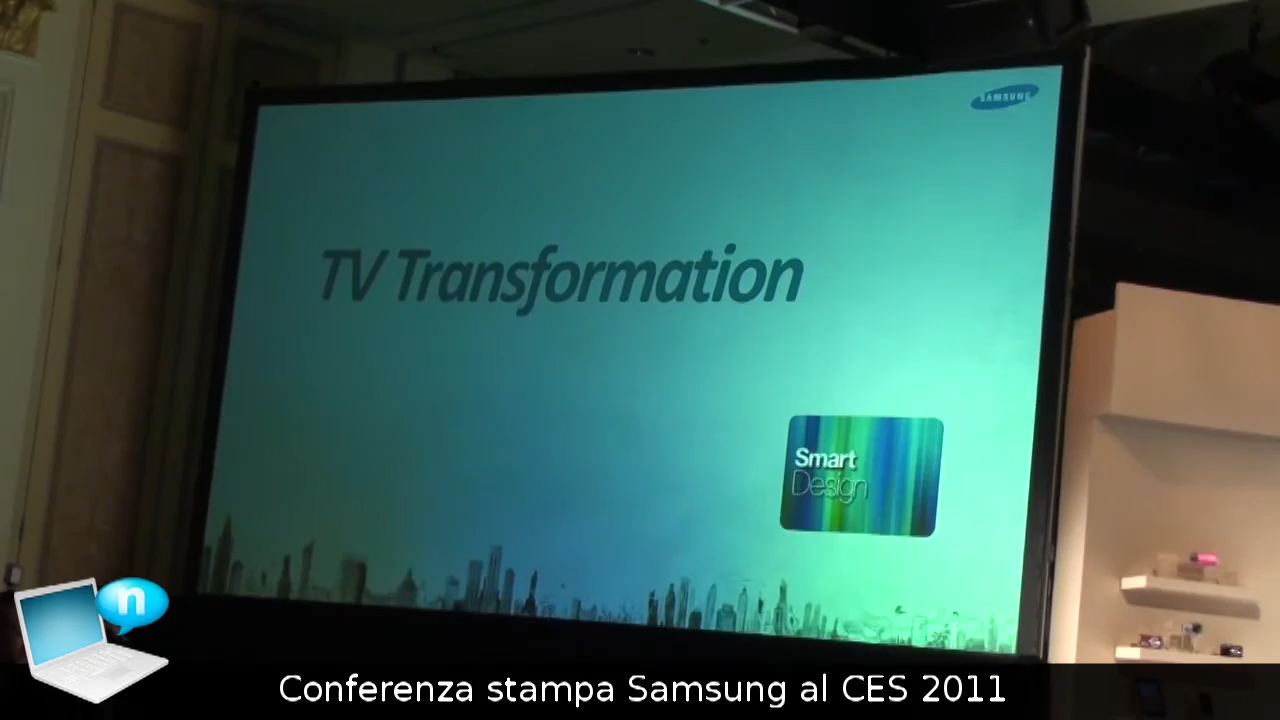 SAMSUNG
TV Transformation
Smart
Design
n
Conferenza stampa Samsung al CES 2011